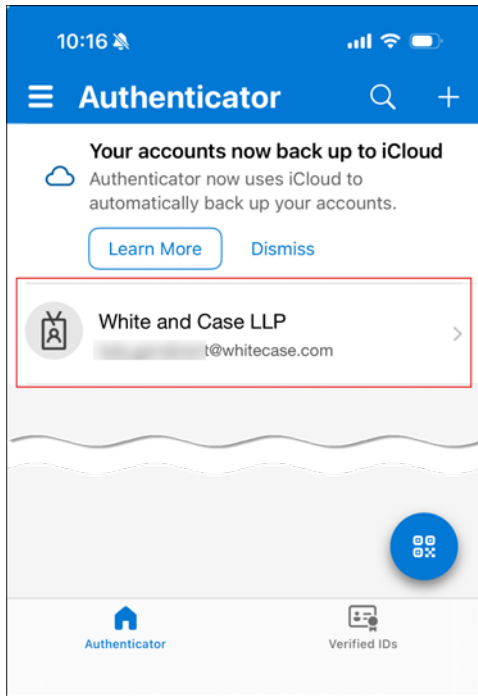 10:16
Authenticator
Your accounts now back up to iCloud
Authenticator now uses iCloud to
automatically back up your accounts.
Learn More
Dismiss
White and Case LLP
t@whitecase.com
Authenticator
Verified IDs